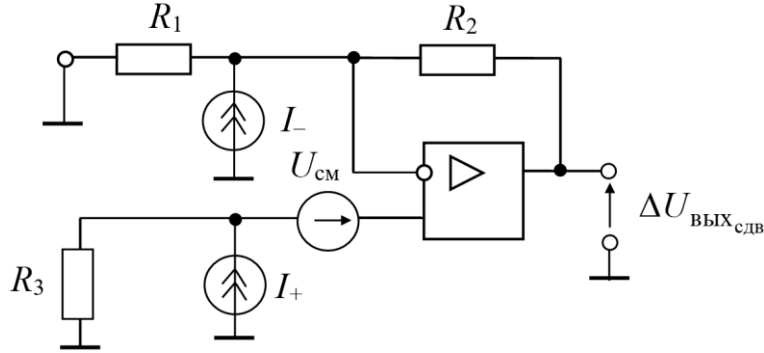 R₁
R₂
I₋
Uсм
ΔUвыхсдв
R₃
I₊